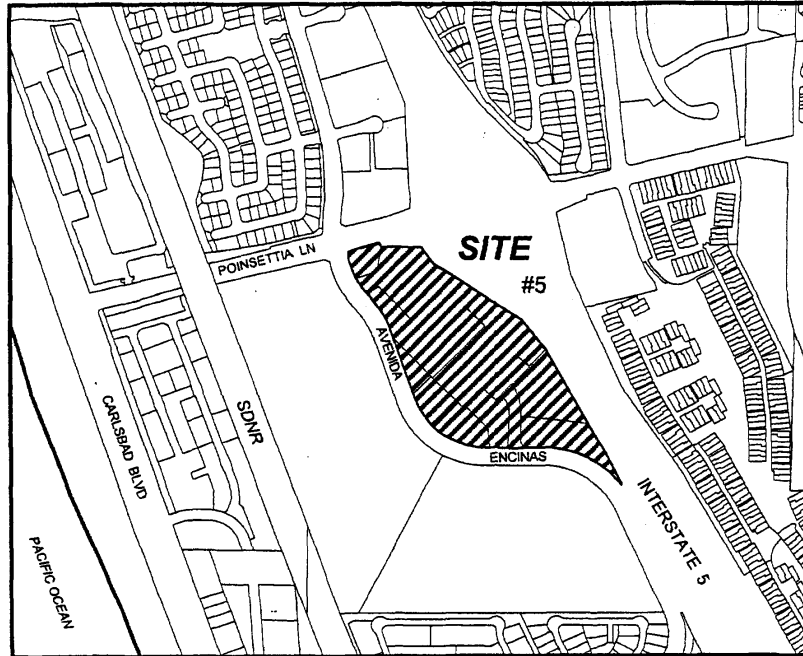 SITE
#5
POINSETTIA LN
AVENIDA
ENCINAS
SDNR
CARLSBAD BLVD
INTERSTATE 5
PACIFIC OCEAN